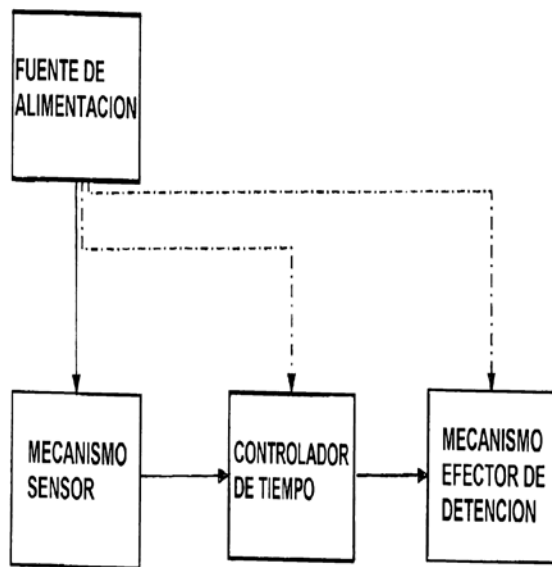 FUENTE DE
ALIMENTACION
MECANISMO
SENSOR
CONTROLADOR
DE TIEMPO
MECANISMO
EFECTOR DE
DETENCION